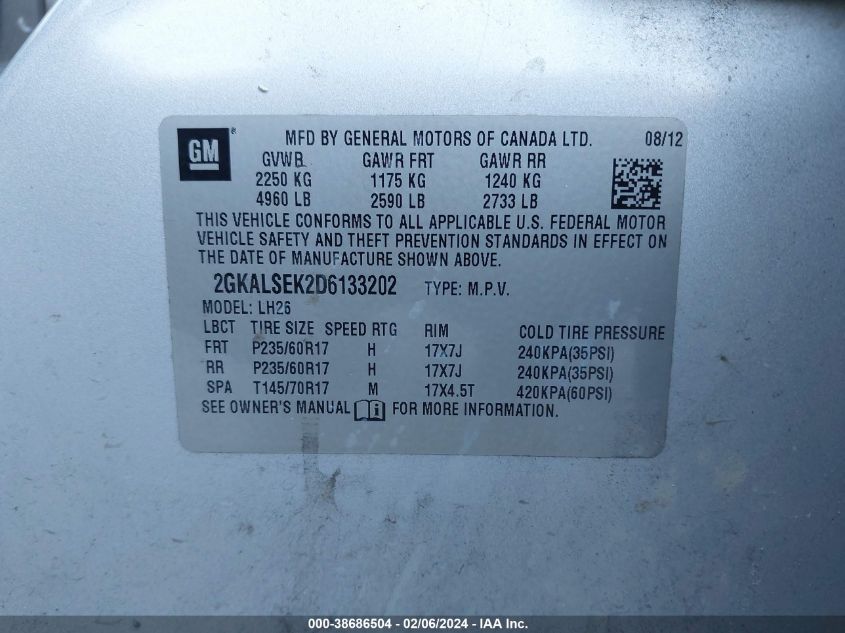 GM
MFD BY GENERAL MOTORS OF CANADA LTD. 08/12
GVWR GAWR FRT GAWR RR
2250 KG 1175 KG 1240 KG
4960 LB 2590 LB 2733 LB
THIS VEHICLE CONFORMS TO ALL APPLICABLE U.S. FEDERAL MOTOR
VEHICLE SAFETY AND THEFT PREVENTION STANDARDS IN EFFECT ON
THE DATE OF MANUFACTURE SHOWN ABOVE.
2GKALSEK2D6133202 TYPE: M.P.V.
MODEL: LH26
LBCT TIRE SIZE SPEED RTG RIM COLD TIRE PRESSURE
FRT P235/60R17 H 17X7J 240KPA(35PSI)
RR P235/60R17 H 17X7J 240KPA(35PSI)
SPA T145/70R17 M 17X4.5T 420KPA(60PSI)
SEE OWNER'S MANUAL i FOR MORE INFORMATION.
000-38686504 - 02/06/2024 - IAA Inc.